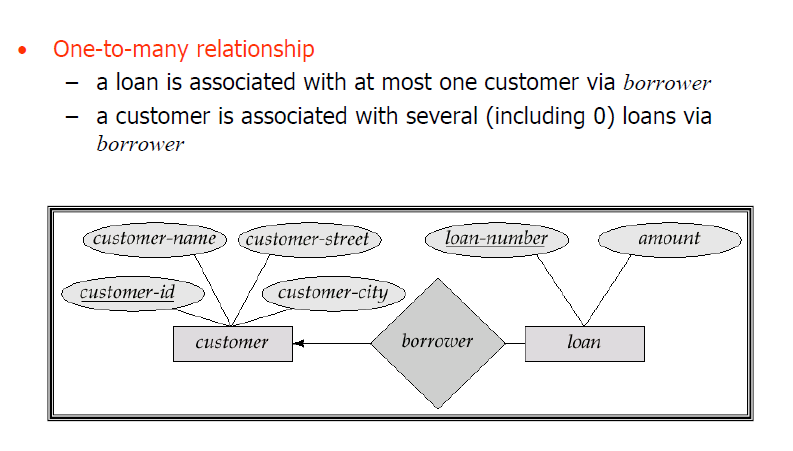 • One-to-many relationship
– a loan is associated with at most one customer via borrower
– a customer is associated with several (including 0) loans via
borrower
customer-name customer-street loan-number amount
customer-id customer-city
customer borrower loan